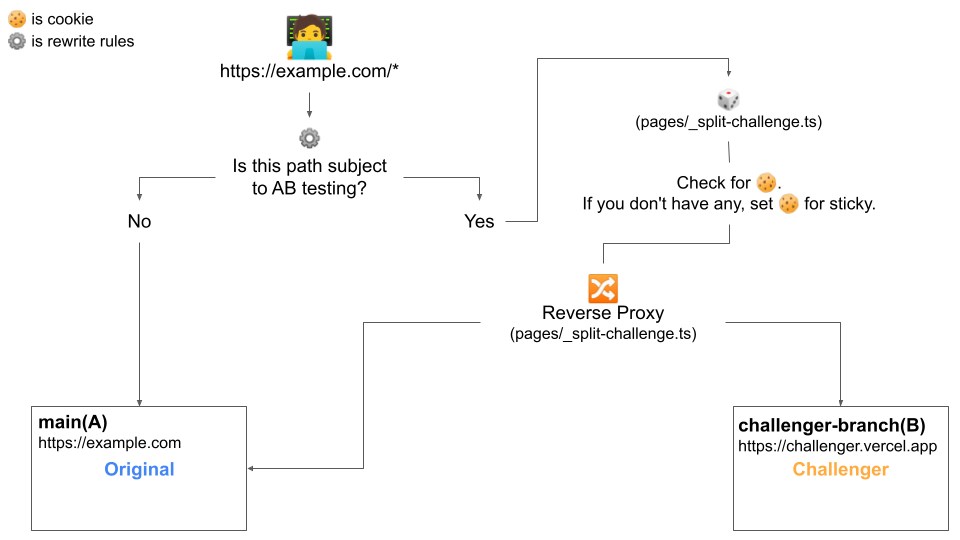 🍪 is cookie
⚙️ is rewrite rules
https://example.com/*
Is this path subject
to AB testing?
No
Yes
(pages/_split-challenge.ts)
Check for 🍪.
If you don't have any, set 🍪 for sticky.
Reverse Proxy
(pages/_split-challenge.ts)
main(A)
https://example.com
Original
challenger-branch(B)
https://challenger.vercel.app
Challenger